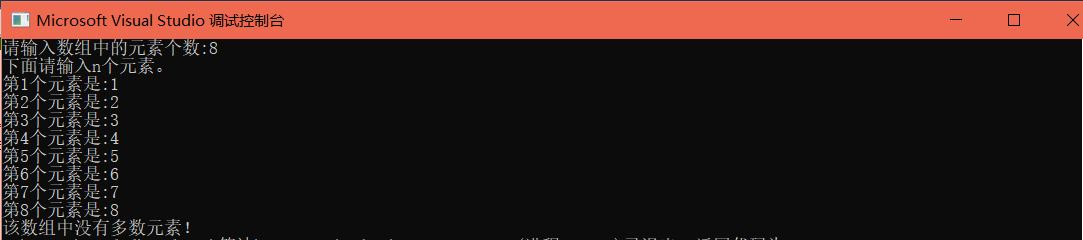 Microsoft Visual Studio 调试控制台
请输入数组中的元素个数:8
下面请输入n个元素。
第1个元素是:1
第2个元素是:2
第3个元素是:3
第4个元素是:4
第5个元素是:5
第6个元素是:6
第7个元素是:7
第8个元素是:8
该数组中没有多数元素!